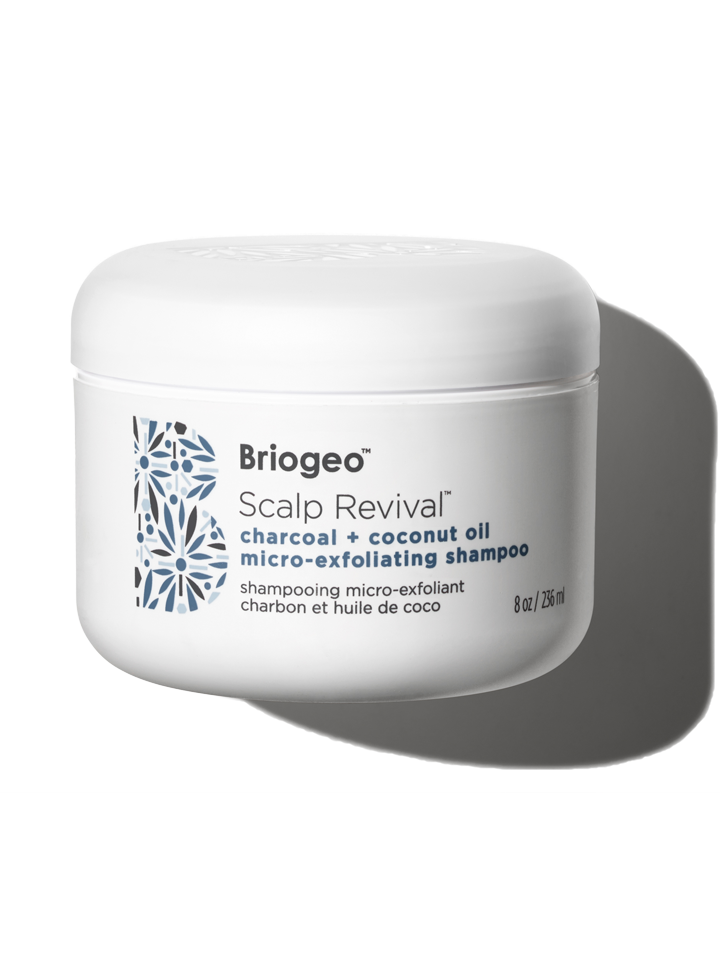 Briogeo™
Scalp Revival™
charcoal + coconut oil
micro-exfoliating shampoo
shampooing micro-exfoliant
charbon et huile de coco
8 oz / 236 ml